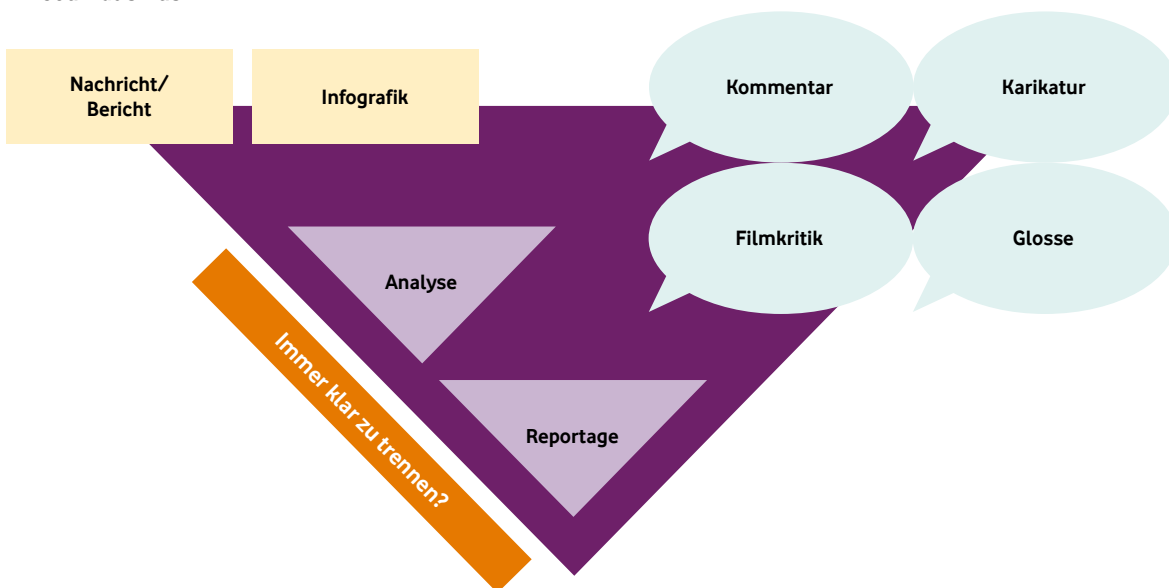 Nachricht/
Bericht
Infografik
Kommentar
Karikatur
Filmkritik
Glosse
Analyse
Immer klar zu trennen?
Reportage